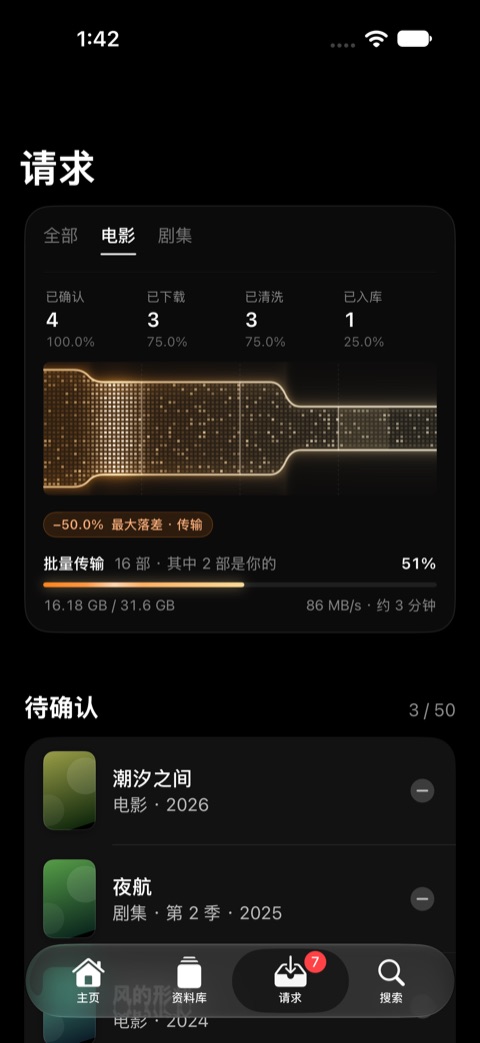 1:42
请求
全部 电影 剧集
已确认 已下载 已清洗 已入库
4 3 3 1
100.0% 75.0% 75.0% 25.0%
−50.0% 最大落差 · 传输
批量传输 16 部 · 其中 2 部是你的 51%
16.18 GB / 31.6 GB 86 MB/s · 约 3 分钟
待确认 3 / 50
潮汐之间
电影 · 2026
夜航
剧集 · 第 2 季 · 2025
风的形
电影 · 2024
7
主页 资料库 请求 搜索